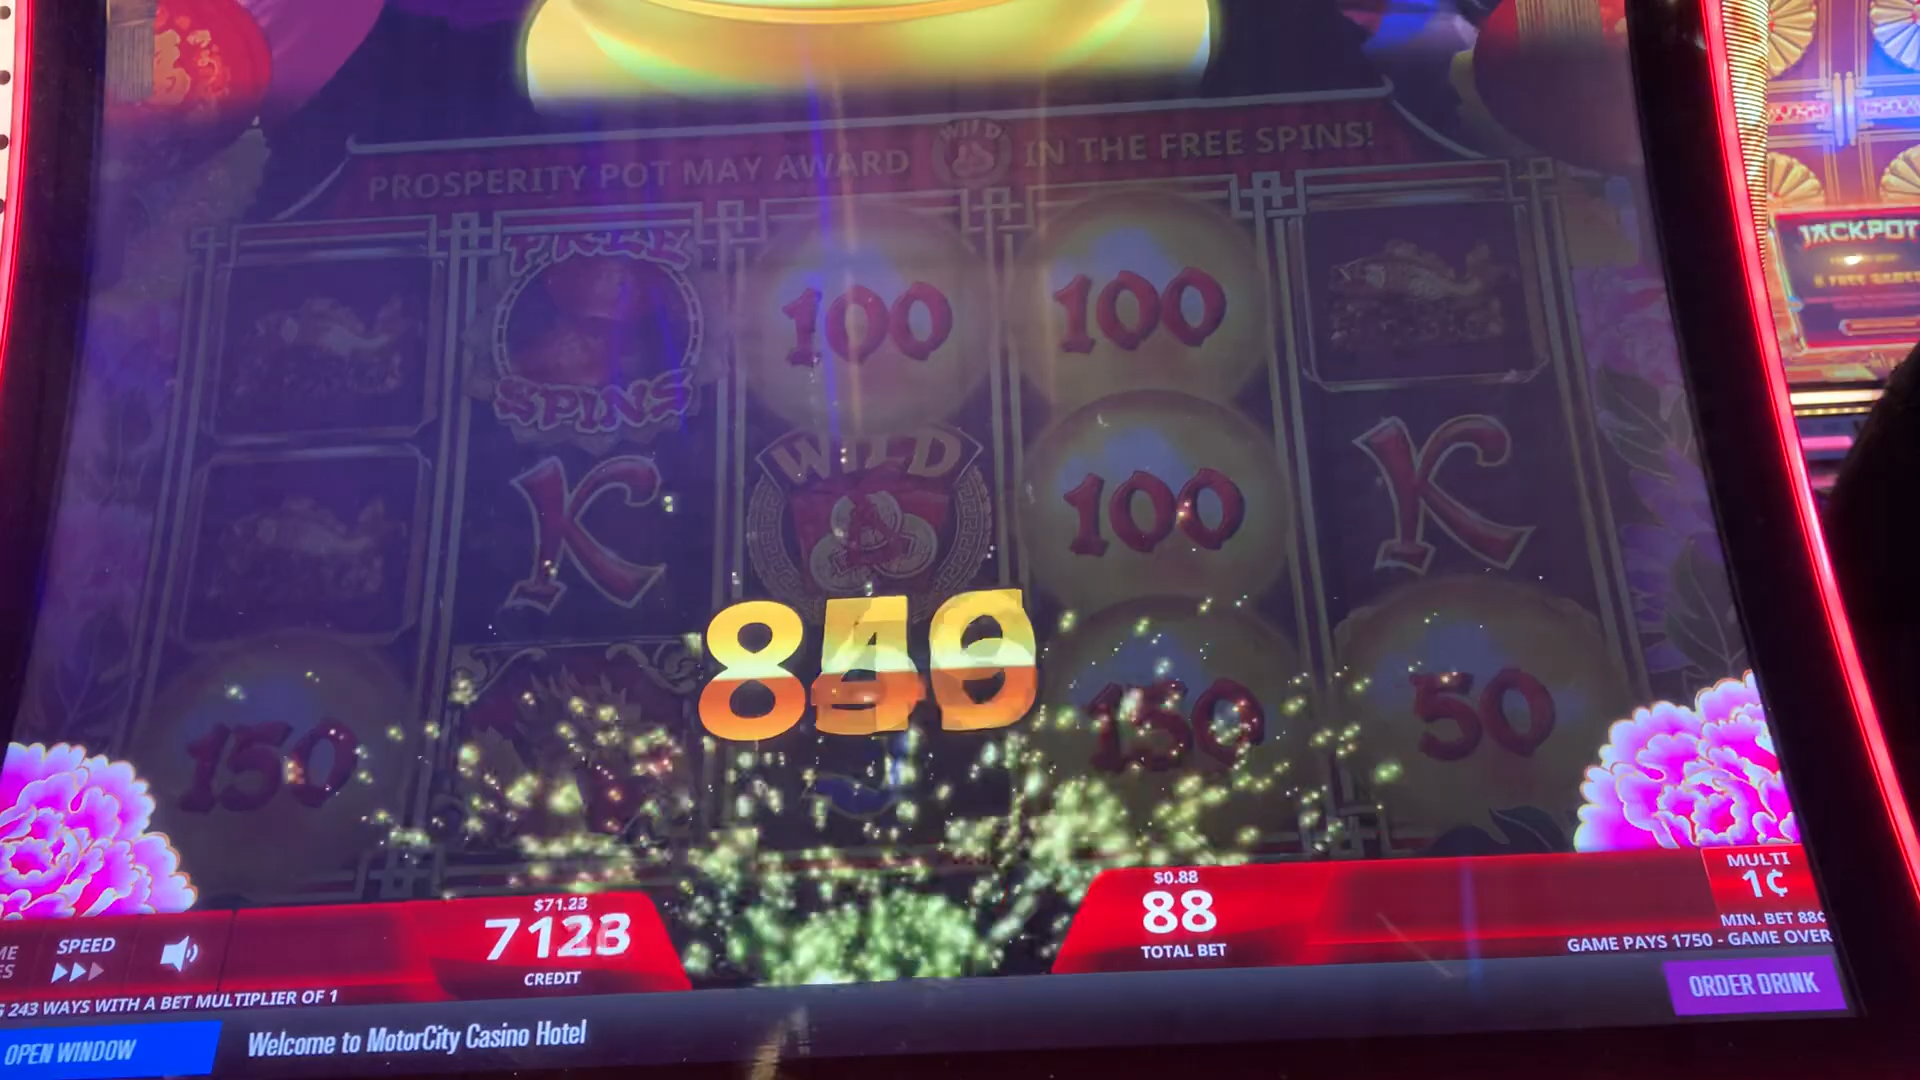 PROSPERITY POT MAY AWARD WILD IN THE FREE SPINS!
JACKPOT
FREE
SPINS
100
100
WILD
K
100
K
150
150
50
$71.23
CREDIT
SPEED
$0.88
88
TOTAL BET
MULTI
1¢
MIN. BET 88¢
GAME PAYS 1750 - GAME OVER
243 WAYS WITH A BET MULTIPLIER OF 1
ORDER DRINK
OPEN WINDOW
Welcome to MotorCity Casino Hotel